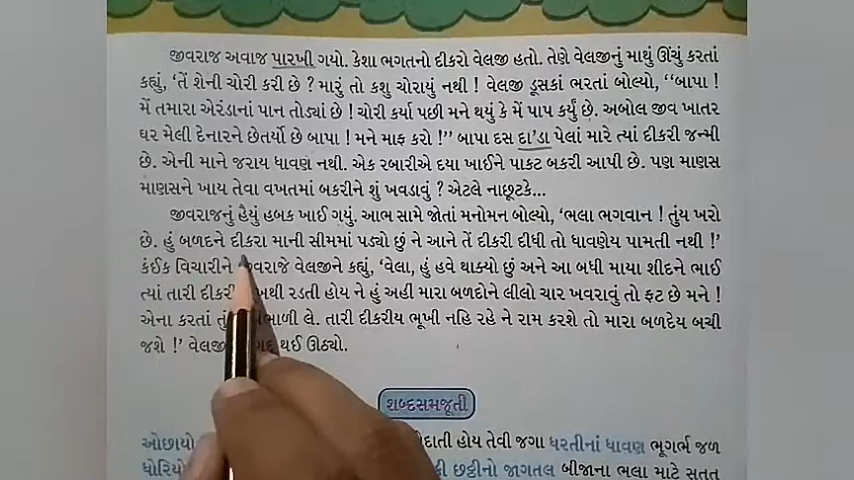 જીવરાજ અવાજ પારખી ગયો. કેશા ભગતનો દીકરો વેલજી હતો. તેણે વેલજીનું માથું ઊંચું કરતાં
કહ્યું, ‘તેં શેની ચોરી કરી છે ? મારું તો કશુ ચોરાયું નથી ! વેલજી ડૂસકાં ભરતાં બોલ્યો, “બાપા !
મેં તમારા એરંડાનાં પાન તોડ્યાં છે ! ચોરી કર્યા પછી મને થયું કે મેં પાપ કર્યું છે. અબોલ જીવ ખાતર
ઘર મેલી દેનારને છેતર્યો છે બાપા ! મને માફ કરો !” બાપા દસ દા'ડા પેલાં મારે ત્યાં દીકરી જન્મી
છે. એની માને જરાય ધાવણ નથી. એક રબારીએ દયા ખાઈને પાકટ બકરી આપી છે. પણ માણસ
માણસને ખાય તેવા વખતમાં બકરીને શું ખવડાવું ? એટલે નાછૂટકે...
જીવરાજનું હૈયું હબક ખાઈ ગયું. આભ સામે જોતાં મનોમન બોલ્યો, ‘ભલા ભગવાન ! તુંય ખરો
છે. હું બળદને દીકરા માની સીમમાં પડ્યો છું ને આને તેં દીકરી દીધી તો ધાવણેય પામતી નથી !’
કંઈક વિચારીને જીવરાજે વેલજીને કહ્યું, ‘વેલા, હું હવે થાક્યો છું અને આ બધી માયા શીદને ભાઈ
ત્યાં તારી દીકરી ખથી રડતી હોય ને હું અહીં મારા બળદોને લીલો ચાર ખવરાવું તો ફટ છે મને !
એના કરતાં તું ભાળી લે. તારી દીકરીય ભૂખી નહિ રહે ને રામ કરશે તો મારા બળદેય બચી
જશે !’ વેલજી થઈ ઊઠ્યો.
શબ્દસમજૂતી
ઓછાયો દાતી હોય તેવી જગા ધરતીનાં ધાવણ ભૂગર્ભ જળ
ધોરિયો છઠ્ઠીનો જાગતલ બીજાના ભલા માટે સતત